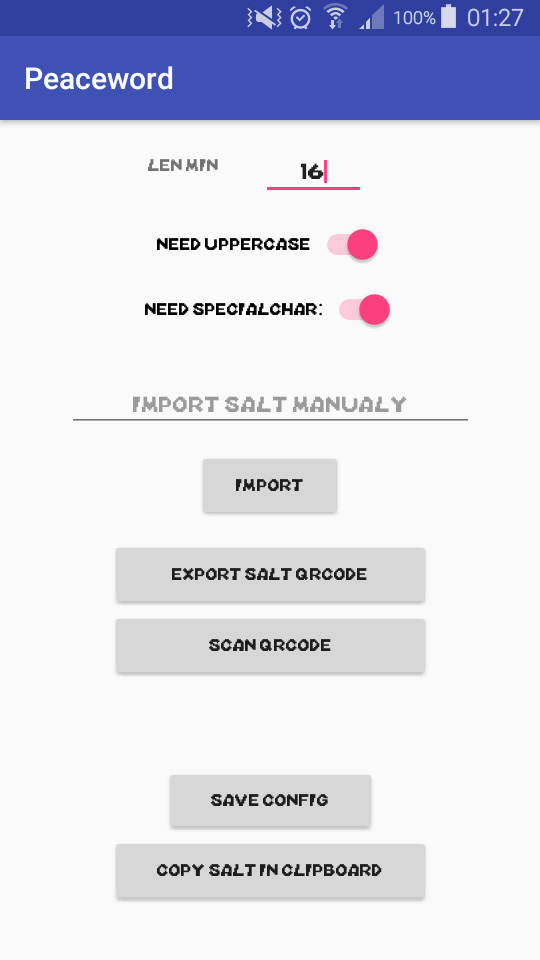 100% 01:27
Peaceword
LEN MIN 16
NEED UPPERCASE
NEED SPECIALCHAR:
IMPORT SALT MANUALY
IMPORT
EXPORT SALT QRCODE
SCAN QRCODE
SAVE CONFIG
COPY SALT IN CLIPBOARD